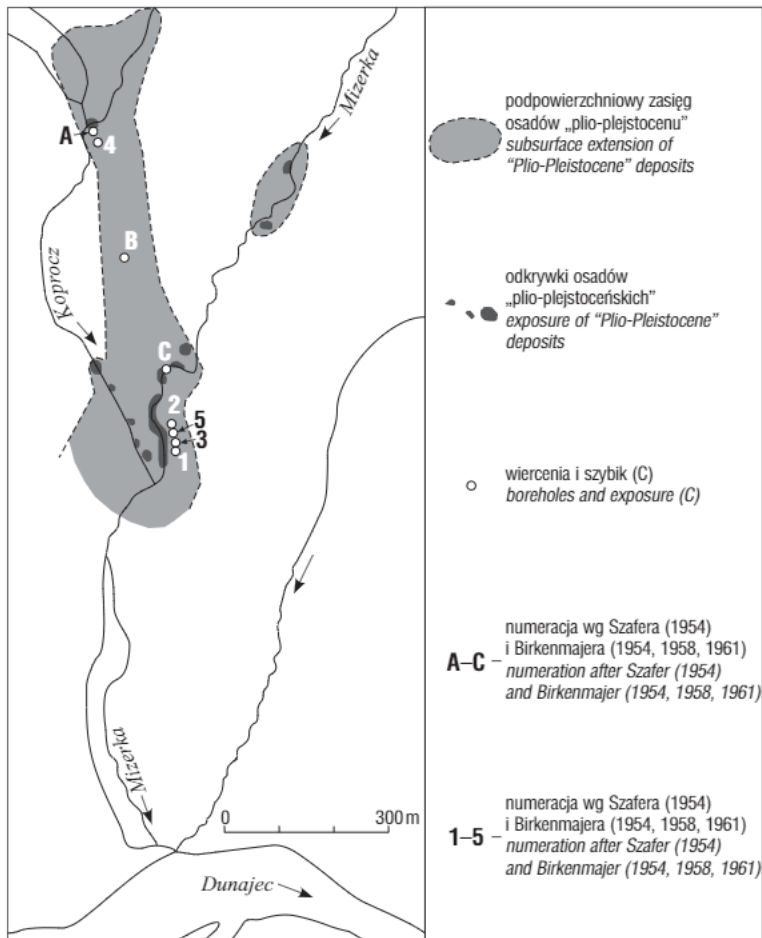 Mizerka
A
4
B
Koprocz
C
2
5
3
1
Mizerka
0 300 m
Dunajec
podpowierzchniowy zasięg
osadów „plio-plejstocenu”
subsurface extension of
“Plio-Pleistocene” deposits
odkrywki osadów
„plio-plejstoceńskich”
exposure of “Plio-Pleistocene”
deposits
wiercenia i szybik (C)
boreholes and exposure (C)
A–C
numeracja wg Szafera (1954)
i Birkenmajera (1954, 1958, 1961)
numeration after Szafer (1954)
and Birkenmajer (1954, 1958, 1961)
1–5
numeracja wg Szafera (1954)
i Birkenmajera (1954, 1958, 1961)
numeration after Szafer (1954)
and Birkenmajer (1954, 1958, 1961)